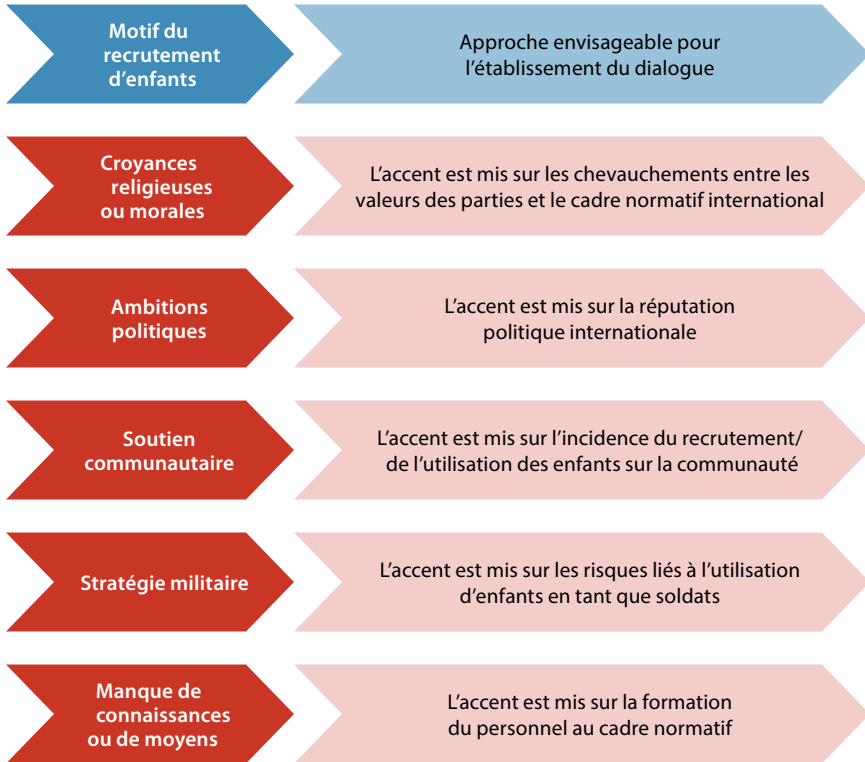 Motif du
recrutement
d’enfants
Approche envisageable pour
l’établissement du dialogue
Croyances
religieuses
ou morales
L’accent est mis sur les chevauchements entre les
valeurs des parties et le cadre normatif international
Ambitions
politiques
L’accent est mis sur la réputation
politique internationale
Soutien
communautaire
L’accent est mis sur l’incidence du recrutement/
de l’utilisation des enfants sur la communauté
Stratégie militaire
L’accent est mis sur les risques liés à l’utilisation
d’enfants en tant que soldats
Manque de
connaissances
ou de moyens
L’accent est mis sur la formation
du personnel au cadre normatif